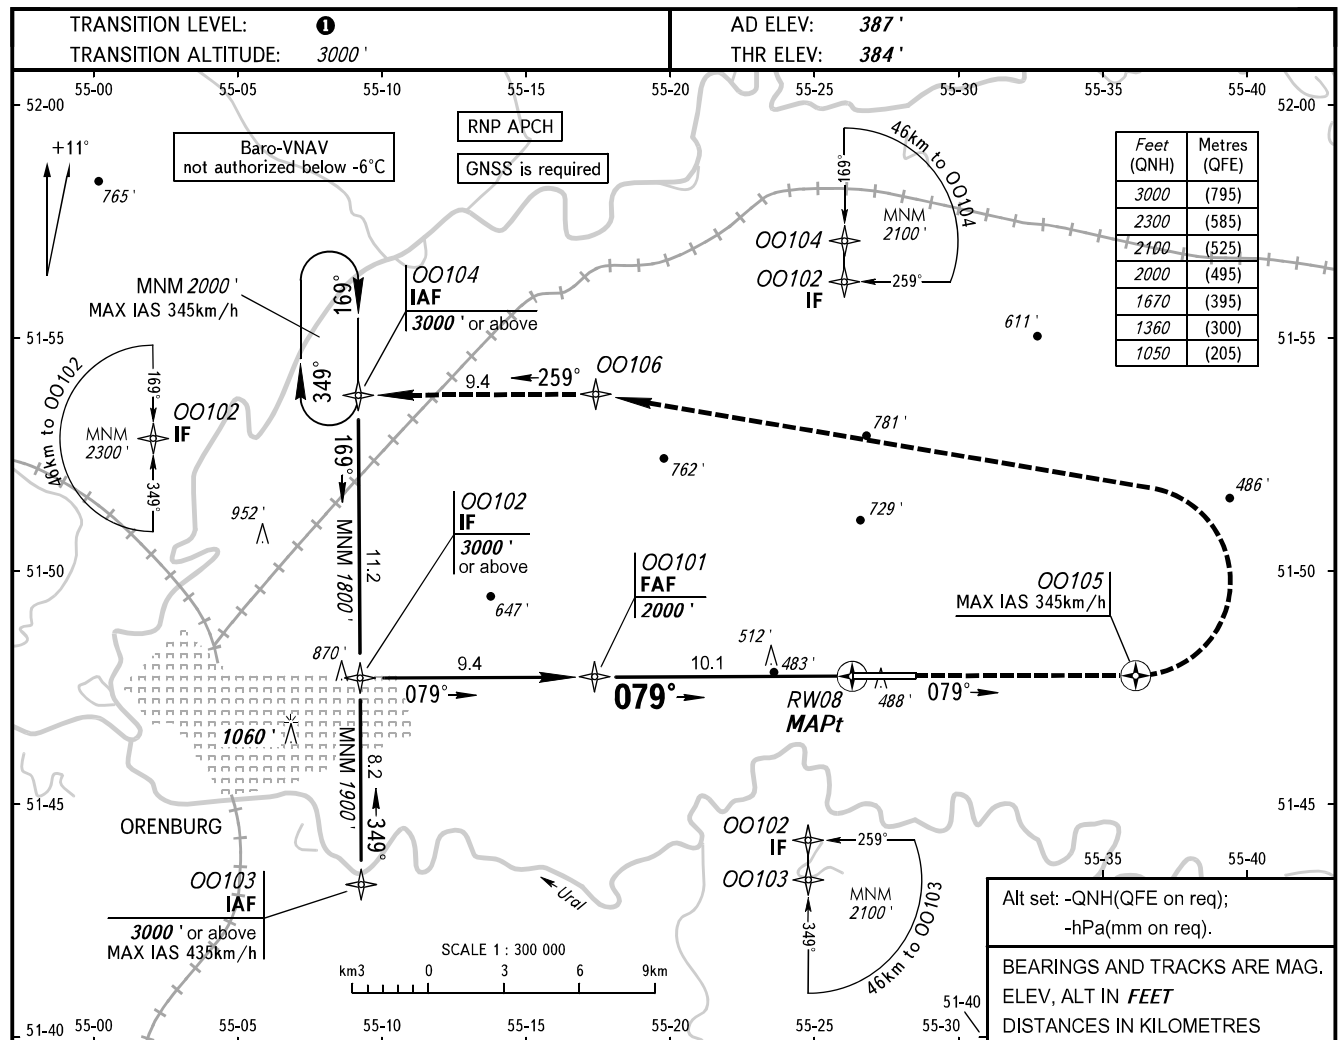 TRANSITION LEVEL: ❶
TRANSITION ALTITUDE: 3000 '
AD ELEV: 387 '
THR ELEV: 384 '
55-00 55-05 55-10 55-15 55-20 55-25 55-30 55-35 55-40
52-00 52-00
+11°
765 '
Baro-VNAV
not authorized below -6°C
RNP APCH
GNSS is required
46km to OO104
169°
MNM
2100 '
OO104
OO102
IF
259°
Feet (QNH) Metres (QFE)
3000 (795)
2300 (585)
2100 (525)
2000 (495)
1670 (395)
1360 (300)
1050 (205)
MNM 2000 '
MAX IAS 345km/h
169°
349°
OO104
IAF
3000 ' or above
611 '
51-55 51-55
46km to OO102
169°
MNM
2300 '
349°
OO102
IF
9.4
259°
OO106
781 '
762 '
729 '
486 '
952 '
169°
MNM 1800 '
11.2
OO102
IF
3000 '
or above
647 '
OO101
FAF
2000 '
OO105
MAX IAS 345km/h
51-50 51-50
870 '
9.4
079°
10.1
079°
512 '
483 '
488 '
RW08
MAPt
079°
1060 '
MNM 1900 '
8.2
349°
51-45 51-45
ORENBURG
OO103
IAF
3000 ' or above
MAX IAS 435km/h
Ural
OO102
IF
259°
OO103
349°
MNM
2100 '
46km to OO103
55-35 55-40
SCALE 1 : 300 000
km3 0 3 6 9km
Alt set: -QNH(QFE on req);
-hPa(mm on req).
BEARINGS AND TRACKS ARE MAG.
ELEV, ALT IN FEET
DISTANCES IN KILOMETRES
51-40
51-40 55-00 55-05 55-10 55-15 55-20 55-25 55-30